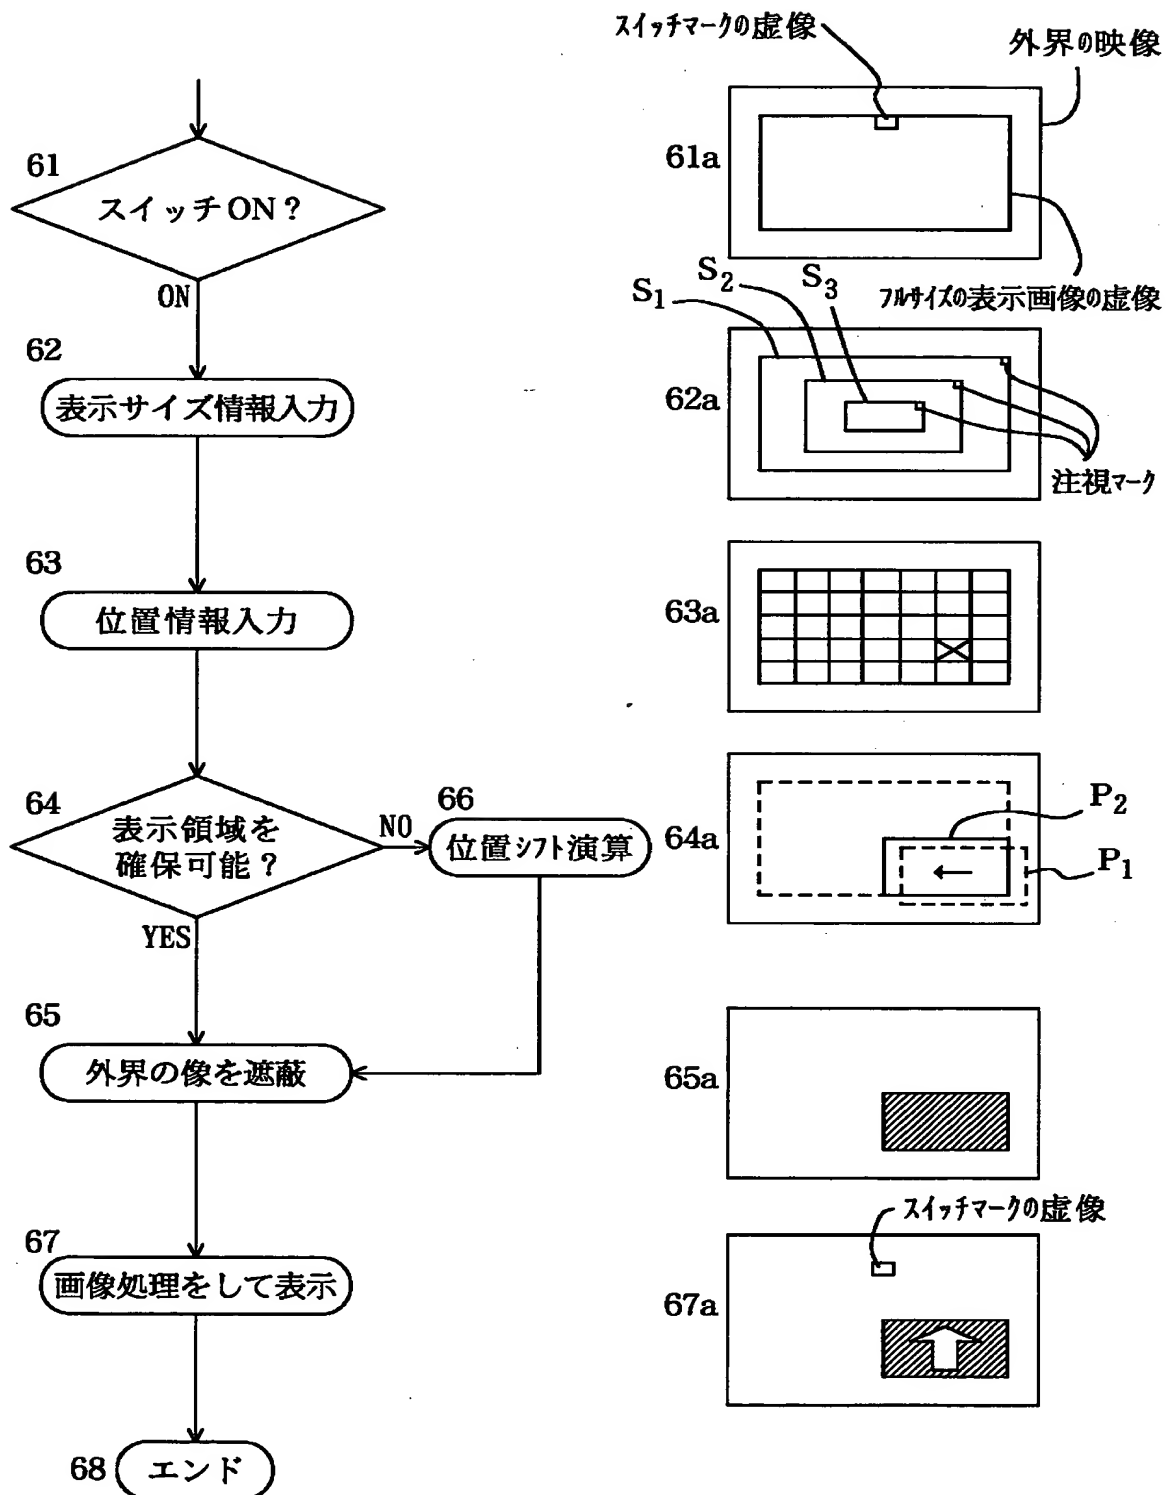 61
スイッチON?
ON
62
表示サイズ情報入力
63
位置情報入力
64
表示領域を
確保可能?
NO
66
位置シフト演算
YES
65
外界の像を遮蔽
67
画像処理をして表示
68
エンド
スイッチマークの虚像
外界の映像
61a
フルサイズの表示画像の虚像
S1
S2
S3
62a
注視マーク
63a
64a
P2
P1
65a
スイッチマークの虚像
67a